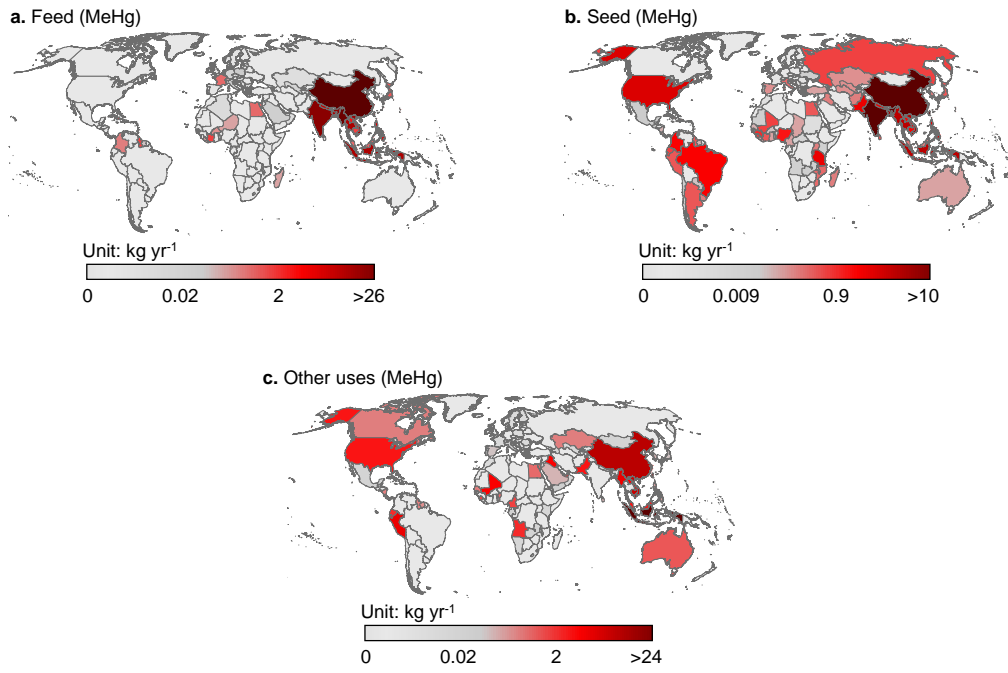 a. Feed (MeHg)
b. Seed (MeHg)
Unit: kg yr-1
0 0.02 2 >26
Unit: kg yr-1
0 0.009 0.9 >10
c. Other uses (MeHg)
Unit: kg yr-1
0 0.02 2 >24